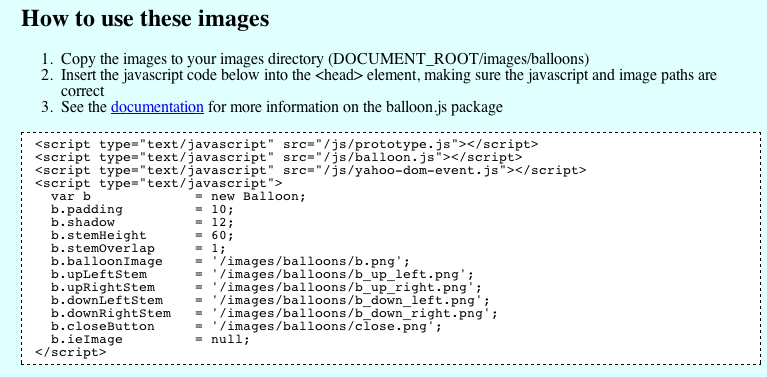 How to use these images
1. Copy the images to your images directory (DOCUMENT_ROOT/images/balloons)
2. Insert the javascript code below into the <head> element, making sure the javascript and image paths are
correct
3. See the documentation for more information on the balloon.js package
<script type="text/javascript" src="/js/prototype.js"></script>
<script type="text/javascript" src="/js/balloon.js"></script>
<script type="text/javascript" src="/js/yahoo-dom-event.js"></script>
<script type="text/javascript">
  var b             = new Balloon;
  b.padding         = 10;
  b.shadow          = 12;
  b.stemHeight      = 60;
  b.stemOverlap     = 1;
  b.balloonImage    = '/images/balloons/b.png';
  b.upLeftStem      = '/images/balloons/b_up_left.png';
  b.upRightStem     = '/images/balloons/b_up_right.png';
  b.downLeftStem    = '/images/balloons/b_down_left.png';
  b.downRightStem   = '/images/balloons/b_down_right.png';
  b.closeButton     = '/images/balloons/close.png';
  b.ieImage         = null;
</script>